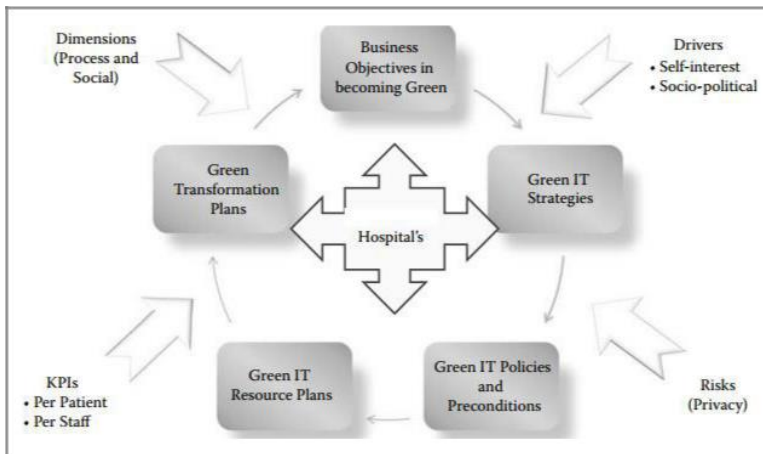 Dimensions
(Process and
Social)
Business
Objectives in
becoming Green
Drivers
• Self-interest
• Socio-political
Green
Transformation
Plans
Green IT
Strategies
Hospital's
KPIs
• Per Patient
• Per Staff
Green IT
Resource Plans
Green IT Policies
and
Preconditions
Risks
(Privacy)